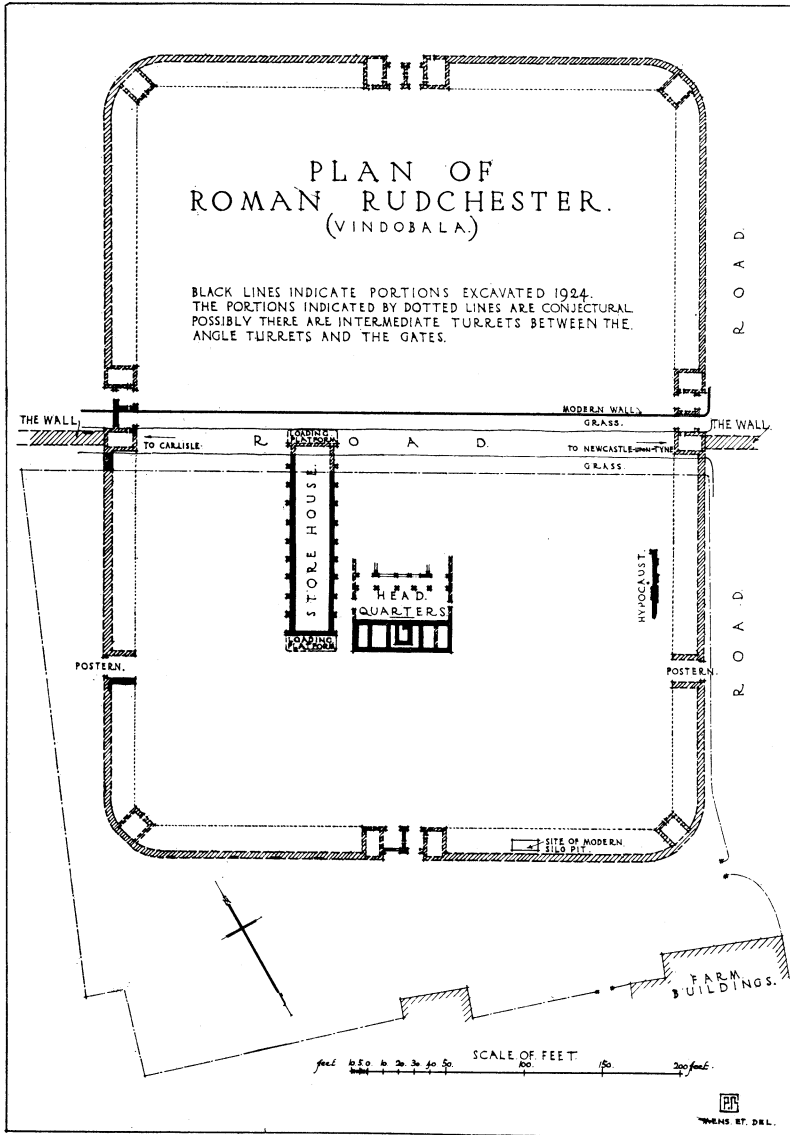 PLAN OF
ROMAN RUDCHESTER.
(VINDOBALA.)
BLACK LINES INDICATE PORTIONS EXCAVATED 1924.
THE PORTIONS INDICATED BY DOTTED LINES ARE CONJECTURAL
POSSIBLY THERE ARE INTERMEDIATE TURRETS BETWEEN THE
ANGLE TURRETS AND THE GATES.
ROAD.
MODERN WALL
GRASS.
THE WALL
THE WALL.
LOADING
PLATFORM
TO CARLISLE
ROAD.
TO NEWCASTLE-UPON-TYNE
GRASS.
STORE HOUSE.
HEAD.
QUARTERS
HYPOCAUST.
ROAD
LOADING
PLATFORM
POSTERN.
POSTERN.
SITE OF MODERN
SILO PIT.
FARM
BUILDINGS.
SCALE OF FEET
feet 10. 5. 0. 10. 20. 30. 40. 50. 100. 150. 200 feet.
MENS. ET. DEL.